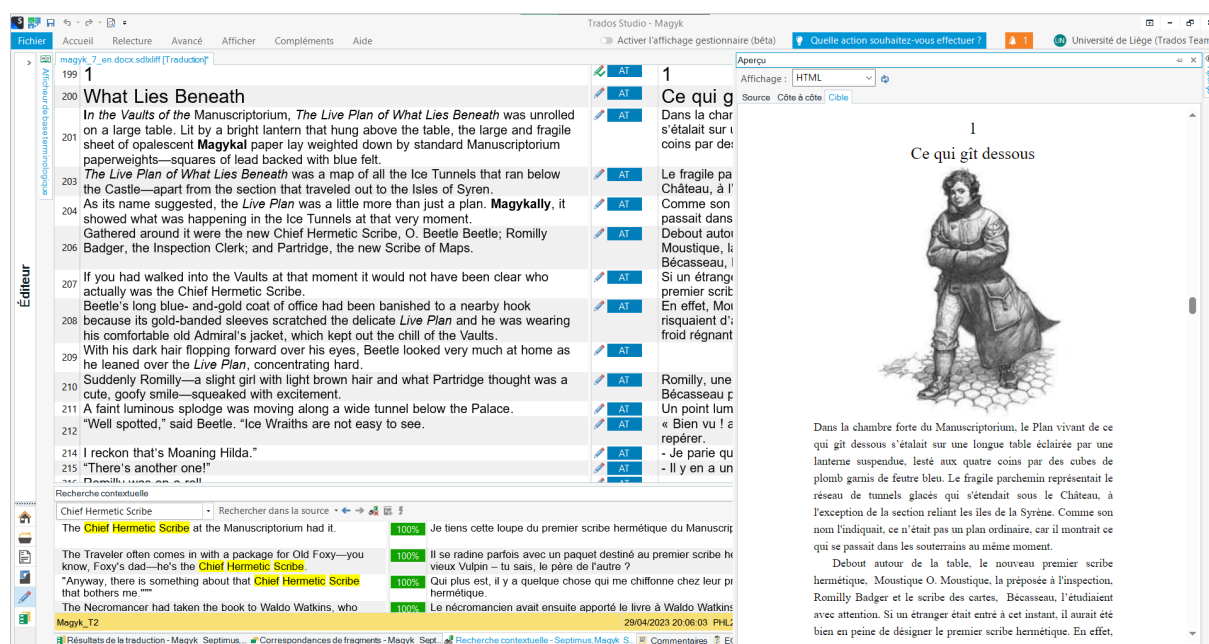 Trados Studio - Magyk
Fichier Accueil Relecture Avancé Afficher Compléments Aide
Activer l'affichage gestionnaire (bêta)
Quelle action souhaitez-vous effectuer ?
1
UN Université de Liège (Trados Team
magyk_7_en.docx.sdlxliff [Traduction]*
Afficheur de base terminologique
Éditeur
199 1 AT 1
200 What Lies Beneath AT Ce qui g
201 In the Vaults of the Manuscriptorium, The Live Plan of What Lies Beneath was unrolled AT Dans la char
on a large table. Lit by a bright lantern that hung above the table, the large and fragile s'étalait sur
sheet of opalescent Magykal paper lay weighted down by standard Manuscriptorium coins par de
paperweights—squares of lead backed with blue felt.
203 The Live Plan of What Lies Beneath was a map of all the Ice Tunnels that ran below AT Le fragile pa
the Castle—apart from the section that traveled out to the Isles of Syren. Château, à l'
204 As its name suggested, the Live Plan was a little more than just a plan. Magykally, it AT Comme son
showed what was happening in the Ice Tunnels at that very moment. passait dans
206 Gathered around it were the new Chief Hermetic Scribe, O. Beetle Beetle; Romilly AT Debout autou
Badger, the Inspection Clerk; and Partridge, the new Scribe of Maps. Moustique, la
Bécasseau, l
207 If you had walked into the Vaults at that moment it would not have been clear who AT Si un étrange
actually was the Chief Hermetic Scribe. premier scrib
208 Beetle's long blue- and-gold coat of office had been banished to a nearby hook AT En effet, Mou
because its gold-banded sleeves scratched the delicate Live Plan and he was wearing risquaient d'a
his comfortable old Admiral's jacket, which kept out the chill of the Vaults. froid régnant
209 With his dark hair flopping forward over his eyes, Beetle looked very much at home as AT
he leaned over the Live Plan, concentrating hard.
210 Suddenly Romilly—a slight girl with light brown hair and what Partridge thought was a AT Romilly, une
cute, goofy smile—squeaked with excitement. Bécasseau p
211 A faint luminous splodge was moving along a wide tunnel below the Palace. AT Un point lum
212 “Well spotted,” said Beetle. “Ice Wraiths are not easy to see. AT « Bien vu ! a
repérer.
214 I reckon that's Moaning Hilda.” AT - Je parie qu
215 “There's another one!” AT - Il y en a un
216 Romilly was on a roll
Recherche contextuelle
Chief Hermetic Scribe Rechercher dans la source
The Chief Hermetic Scribe at the Manuscriptorium had it. 100% Je tiens cette loupe du premier scribe hermétique du Manuscrip
The Traveler often comes in with a package for Old Foxy—you 100% Il se radine parfois avec un paquet destiné au premier scribe he
know, Foxy's dad—he's the Chief Hermetic Scribe. vieux Vulpin – tu sais, le père de l'autre ?
"Anyway, there is something about that Chief Hermetic Scribe 100% Qui plus est, il y a quelque chose qui me chiffonne chez leur pr
that bothers me."""" hermétique.
The Necromancer had taken the book to Waldo Watkins, who 100% Le nécromancien avait ensuite apporté le livre à Waldo Watkins
Magyk_T2 29/04/2023 20:06:03 PHL2
Résultats de la traduction - Magyk_Septimus,... Correspondances de fragments - Magyk_Sept... Recherche contextuelle - Septimus,Magyk_S... Commentaires
Aperçu
Affichage : HTML
Source Côte à côte Cible
1
Ce qui gît dessous
Dans la chambre forte du Manuscriptorium, le Plan vivant de ce
qui gît dessous s’étalait sur une longue table éclairée par une
lanterne suspendue, lesté aux quatre coins par des cubes de
plomb garnis de feutre bleu. Le fragile parchemin représentait le
réseau de tunnels glacés qui s'étendait sous le Château, à
l'exception de la section reliant les îles de la Syrène. Comme son
nom l'indiquait, ce n’était pas un plan ordinaire, car il montrait ce
qui se passait dans les souterrains au même moment.
Debout autour de la table, le nouveau premier scribe
hermétique, Moustique O. Moustique, la préposée à l'inspection,
Romilly Badger et le scribe des cartes, Bécasseau, l’étudiaient
avec attention. Si un étranger était entré à cet instant, il aurait été
bien en peine de désigner le premier scribe hermétique. En effet,